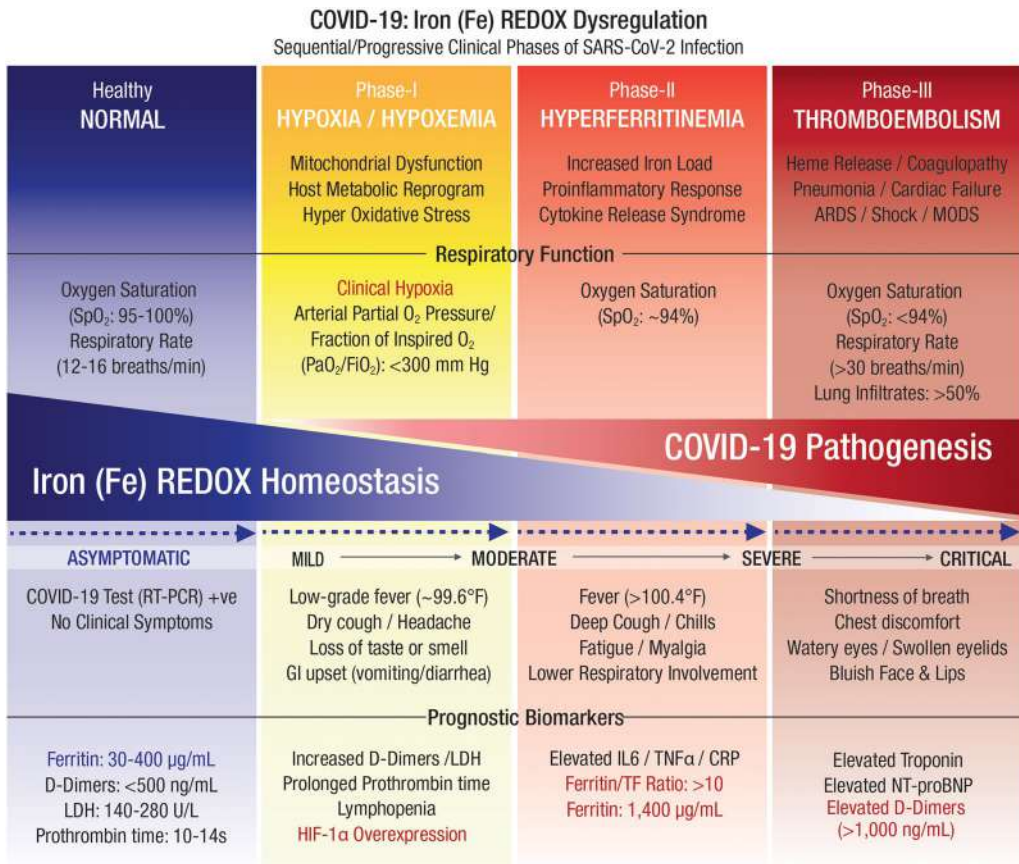 COVID-19: Iron (Fe) REDOX Dysregulation
Sequential/Progressive Clinical Phases of SARS-CoV-2 Infection
Healthy
NORMAL
Phase-I
HYPOXIA / HYPOXEMIA
Mitochondrial Dysfunction
Host Metabolic Reprogram
Hyper Oxidative Stress
Phase-II
HYPERFERRITINEMIA
Increased Iron Load
Proinflammatory Response
Cytokine Release Syndrome
Phase-III
THROMBOEMBOLISM
Heme Release / Coagulopathy
Pneumonia / Cardiac Failure
ARDS / Shock / MODS
Respiratory Function
Oxygen Saturation
(SpO₂: 95-100%)
Respiratory Rate
(12-16 breaths/min)
Clinical Hypoxia
Arterial Partial O₂ Pressure/
Fraction of Inspired O₂
(PaO₂/FiO₂): <300 mm Hg
Oxygen Saturation
(SpO₂: ~94%)
Oxygen Saturation
(SpO₂: <94%)
Respiratory Rate
(>30 breaths/min)
Lung Infiltrates: >50%
COVID-19 Pathogenesis
Iron (Fe) REDOX Homeostasis
ASYMPTOMATIC
MILD
MODERATE
SEVERE
CRITICAL
COVID-19 Test (RT-PCR) +ve
No Clinical Symptoms
Low-grade fever (~99.6°F)
Dry cough / Headache
Loss of taste or smell
GI upset (vomiting/diarrhea)
Fever (>100.4°F)
Deep Cough / Chills
Fatigue / Myalgia
Lower Respiratory Involvement
Shortness of breath
Chest discomfort
Watery eyes / Swollen eyelids
Bluish Face & Lips
Prognostic Biomarkers
Ferritin: 30-400 µg/mL
D-Dimers: <500 ng/mL
LDH: 140-280 U/L
Prothrombin time: 10-14s
Increased D-Dimers /LDH
Prolonged Prothrombin time
Lymphopenia
HIF-1α Overexpression
Elevated IL6 / TNFα / CRP
Ferritin/TF Ratio: >10
Ferritin: 1,400 µg/mL
Elevated Troponin
Elevated NT-proBNP
Elevated D-Dimers
(>1,000 ng/mL)